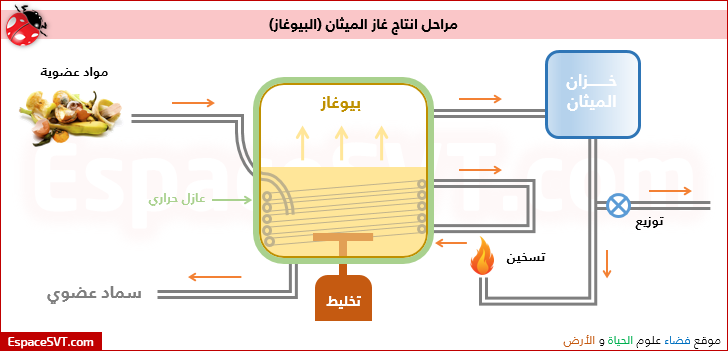 مراحل انتاج غاز الميثان (البيوغاز)
مواد عضوية
بيوغاز
خـــزان
الميثان
عازل حراري
توزيع
تسخين
تخليط
سماد عضوي
EspaceSVT.com
EspaceSVT.com
موقع فضاء علوم الحياة و الأرض